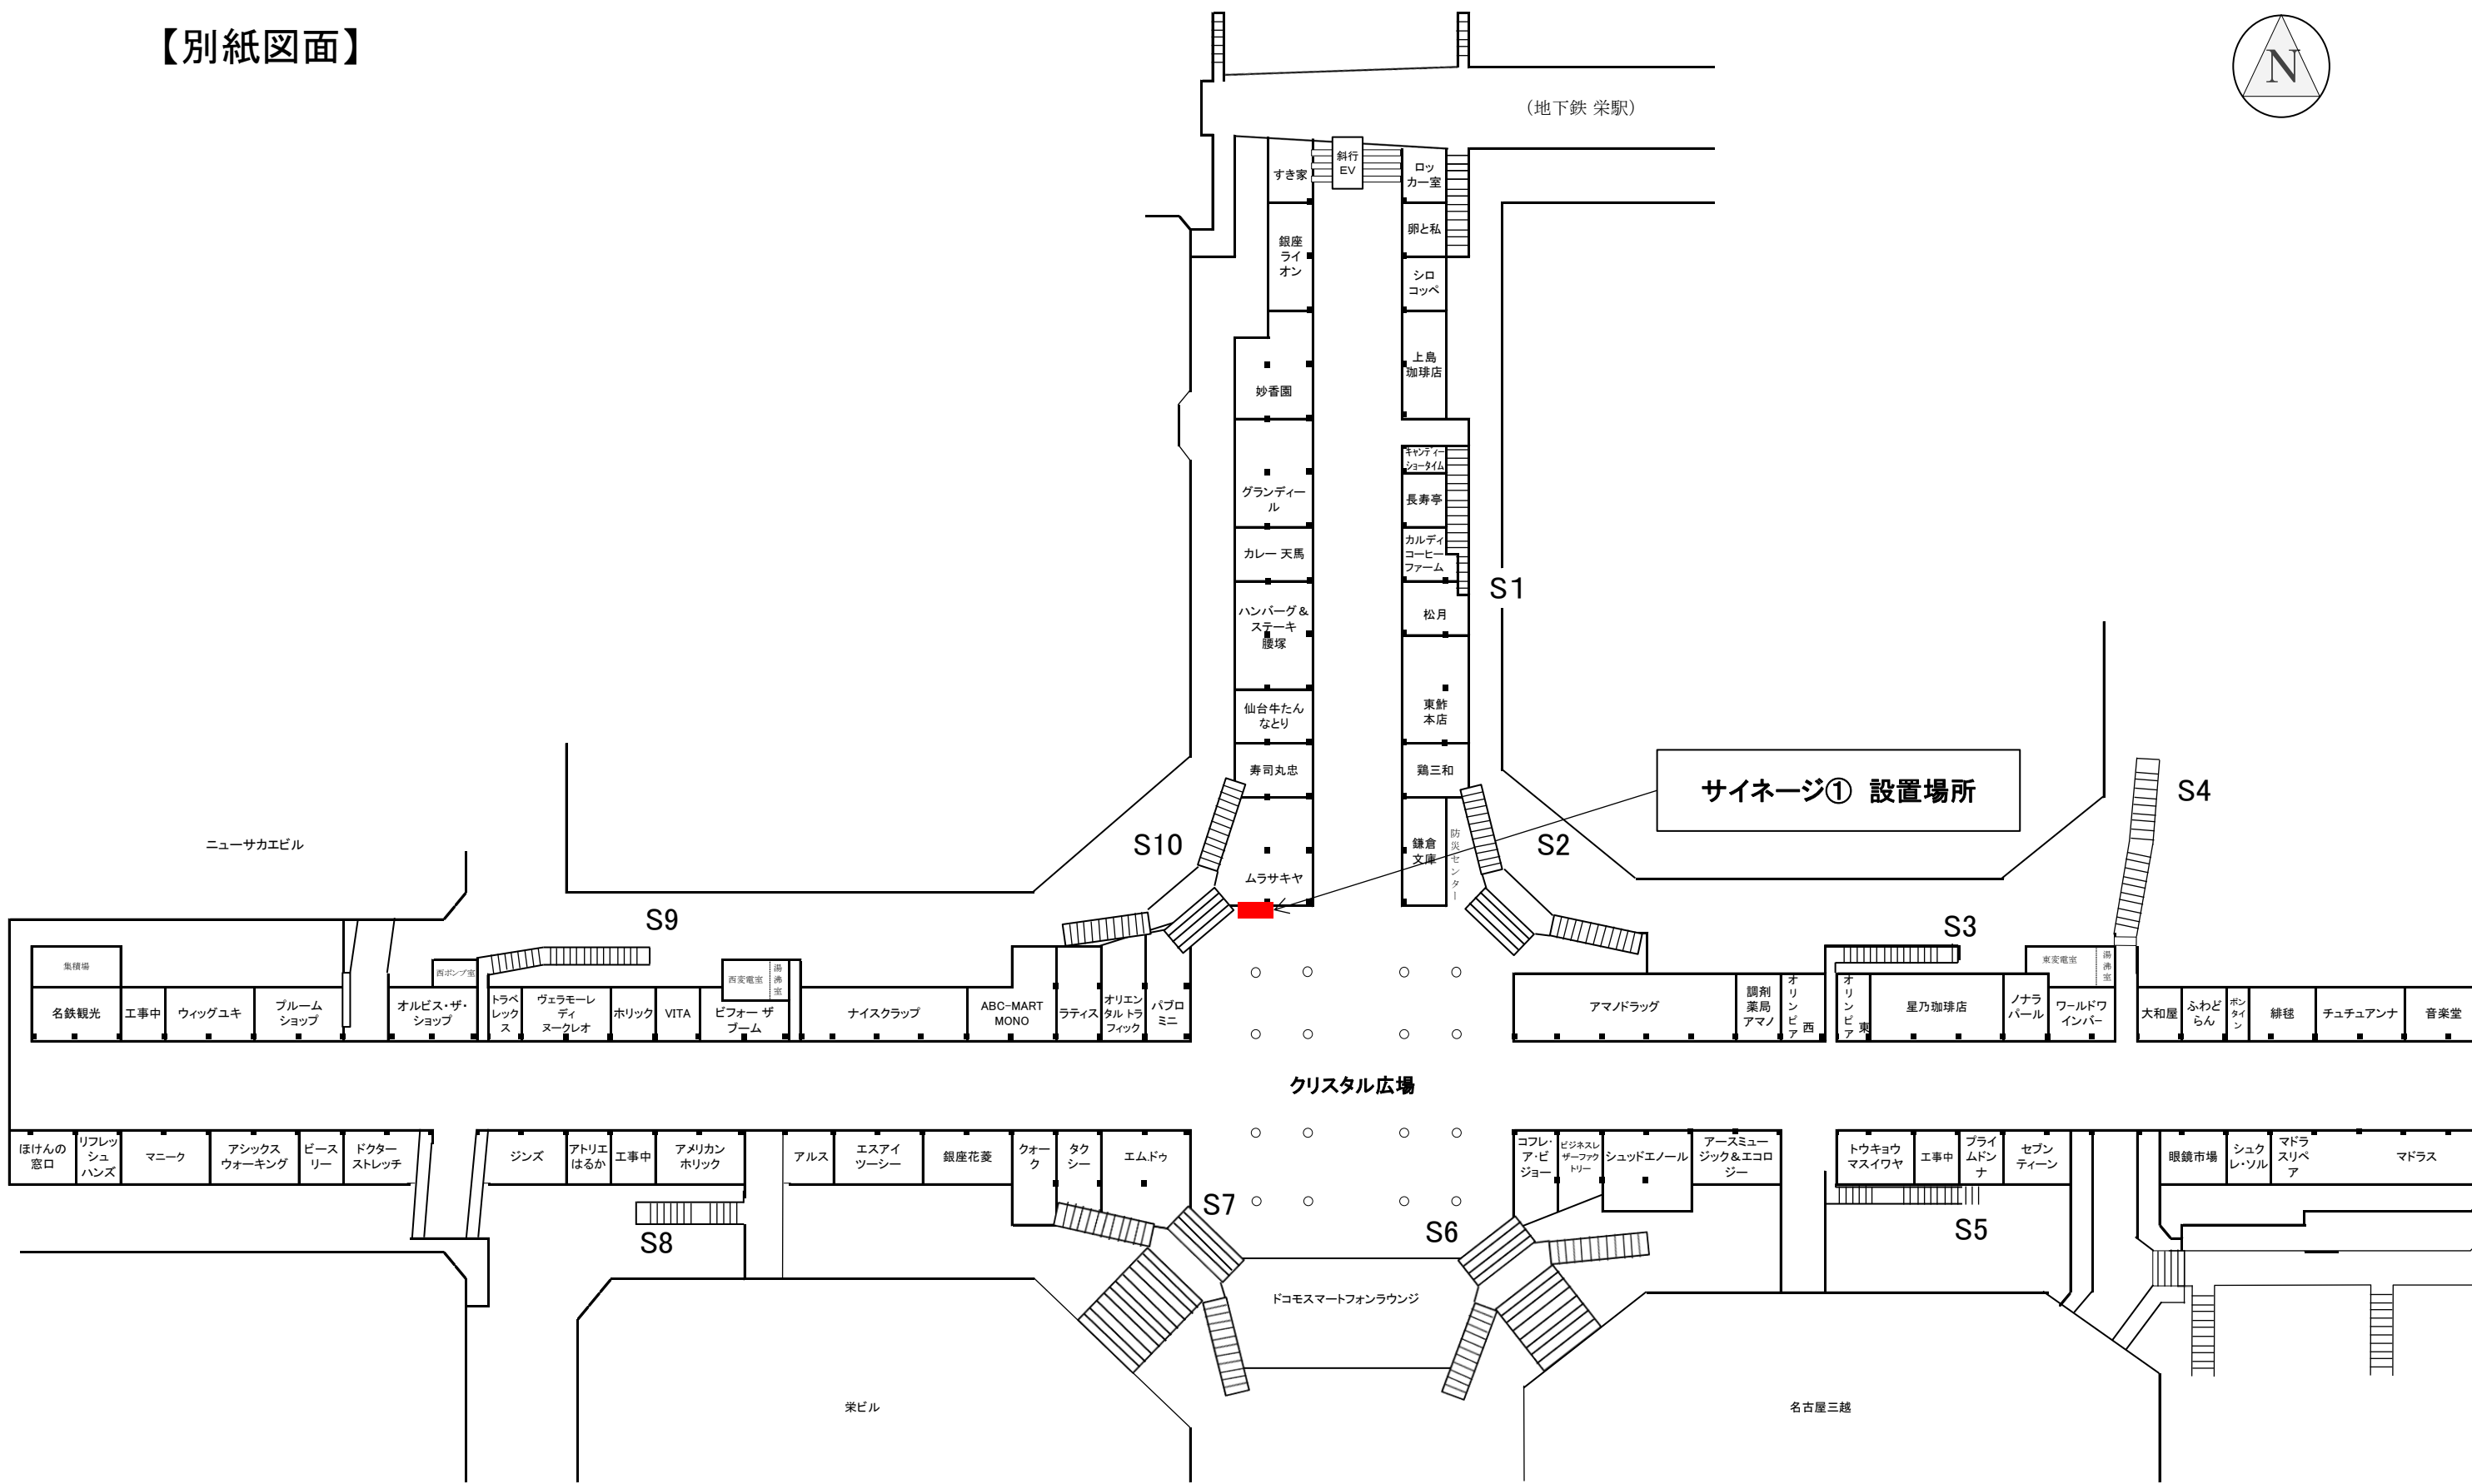 【別紙図面】
N
（地下鉄 栄駅）
斜行
EV
すき家
ロッ
カー室
銀座
ライ
オン
卵と私
シロ
コッペ
上島
珈琲店
妙香園
キャンディー
ショータイム
グランディー
ル
長寿亭
カレー 天馬
カルディ
コーヒー
ファーム
S1
ハンバーグ＆
ステーキ
腰塚
松月
仙台牛たん
なとり
東鮓
本店
寿司丸忠
鶏三和
サイネージ① 設置場所
S4
S10
ムラサキヤ
鎌倉
文庫
防災センター
S2
ニューサカエビル
S9
S3
集積場
西ポンプ室
西変電室
湯沸室
東変電室
湯沸室
名鉄観光
工事中
ウィッグユキ
ブルーム
ショップ
オルビス・ザ・
ショップ
トラベ
レック
ス
ヴェラモーレ
ディ
ヌークレオ
ホリック
VITA
ビフォー ザ
ブーム
ナイスクラップ
ABC-MART
MONO
ラティス
オリエン
タル トラ
フィック
パブロ
ミニ
アマノドラッグ
調剤
薬局
アマノ
オリンピア 西
オリンピア 東
星乃珈琲店
ノナラ
パール
ワールドワ
インバー
大和屋
ふわど
らん
ボン
タイ
ン
緋毬
チュチュアンナ
音楽堂
クリスタル広場
ほけんの
窓口
リフレッ
シュ
ハンズ
マニーク
アシックス
ウォーキング
ビース
リー
ドクター
ストレッチ
ジンズ
アトリエ
はるか
工事中
アメリカン
ホリック
アルス
エスアイ
ツーシー
銀座花菱
クォー
ク
タク
シー
エム.ドゥ
コフレ・
ア・ビ
ジョー
ビジネスレ
ザーファク
トリー
シュッドエノール
アースミュー
ジック＆エコロ
ジー
トウキョウ
マスイワヤ
工事中
プライ
ムドン
ナ
セブン
ティーン
眼鏡市場
シュク
レ・ソル
マドラ
スリペ
ア
マドラス
S8
S7
S6
S5
ドコモスマートフォンラウンジ
栄ビル
名古屋三越